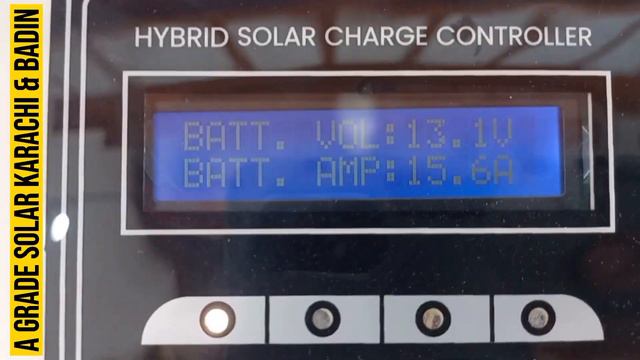 A GRADE SOLAR KARACHI & BADIN
HYBRID SOLAR CHARGE CONTROLLER
BATT. VOL:13.1V
BATT. AMP:15.6A